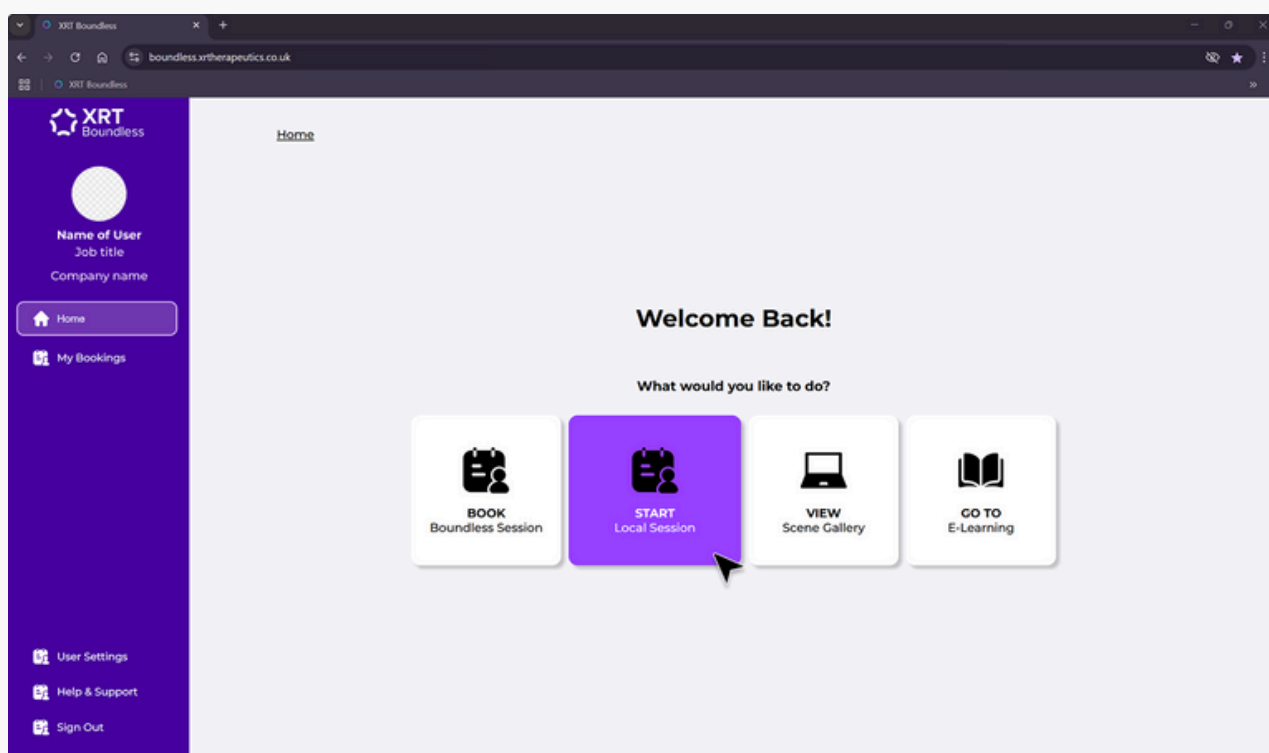 XRT Boundless
boundless.xrtherapeutics.co.uk
XRT Boundless
XRT
Boundless
Name of User
Job title
Company name
Home
My Bookings
User Settings
Help & Support
Sign Out
Home
Welcome Back!
What would you like to do?
BOOK
Boundless Session
START
Local Session
VIEW
Scene Gallery
GO TO
E-Learning